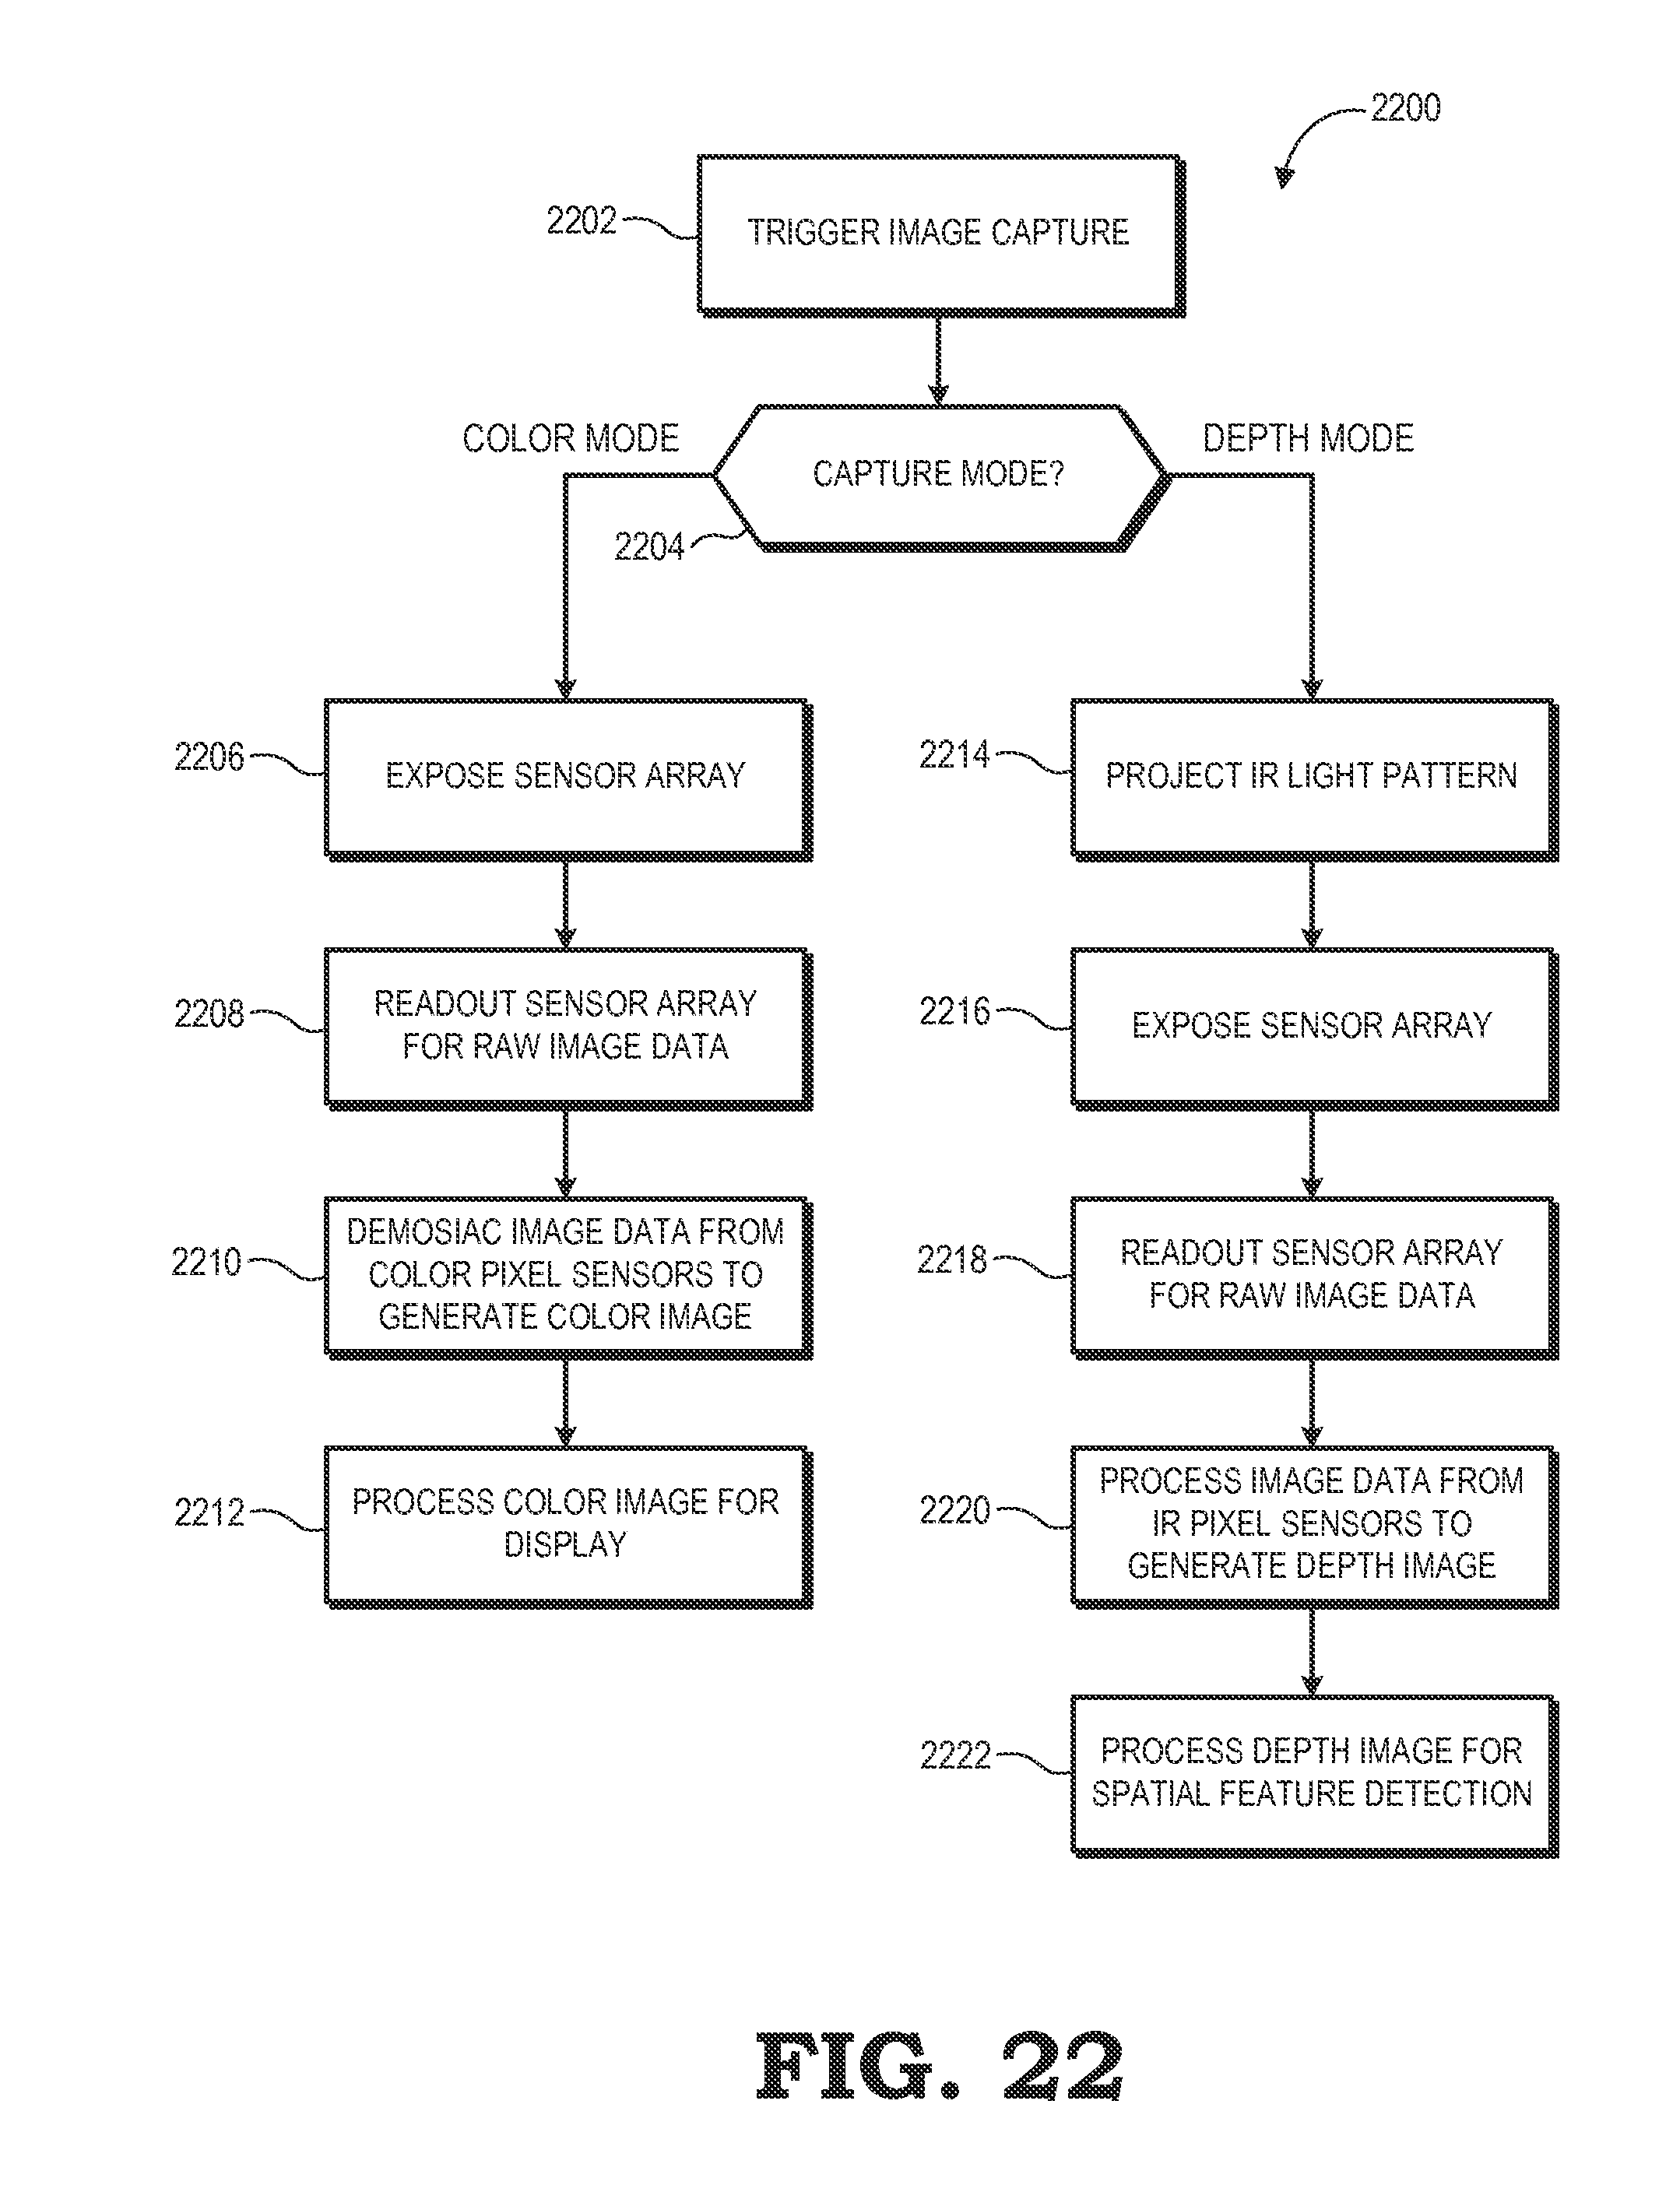 2200
2202
TRIGGER IMAGE CAPTURE
COLOR MODE
DEPTH MODE
CAPTURE MODE?
2204
2206
EXPOSE SENSOR ARRAY
2208
READOUT SENSOR ARRAY
FOR RAW IMAGE DATA
2210
DEMOSIAC IMAGE DATA FROM
COLOR PIXEL SENSORS TO
GENERATE COLOR IMAGE
2212
PROCESS COLOR IMAGE FOR
DISPLAY
2214
PROJECT IR LIGHT PATTERN
2216
EXPOSE SENSOR ARRAY
2218
READOUT SENSOR ARRAY
FOR RAW IMAGE DATA
2220
PROCESS IMAGE DATA FROM
IR PIXEL SENSORS TO
GENERATE DEPTH IMAGE
2222
PROCESS DEPTH IMAGE FOR
SPATIAL FEATURE DETECTION
FIG. 22